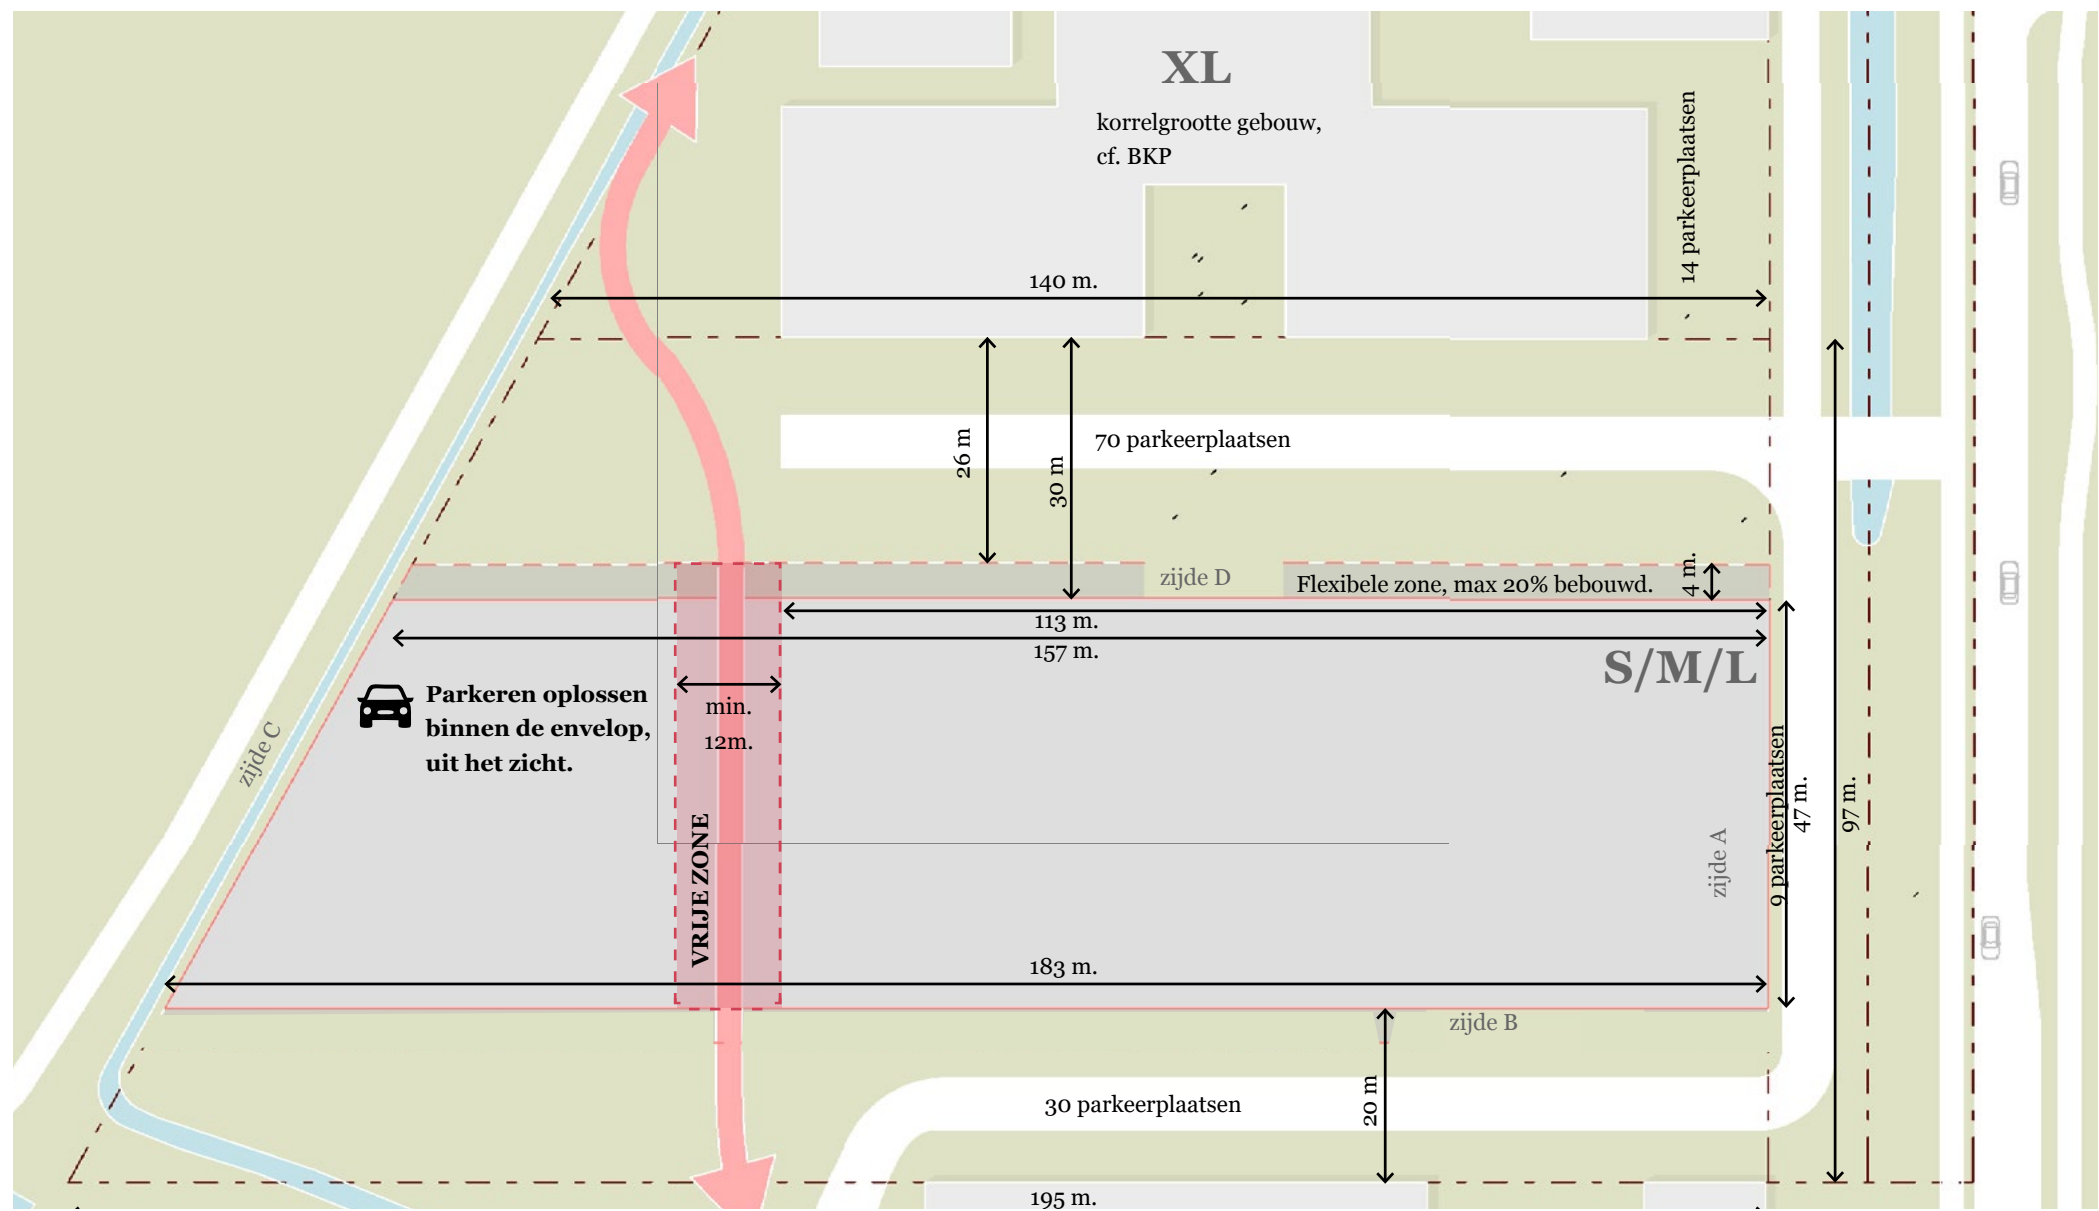 XL
korrelgrootte gebouw,
cf. BKP
14 parkeerplaatsen
140 m.
26 m
30 m
70 parkeerplaatsen
zijde D
Flexibele zone, max 20% bebouwd.
4 m.
113 m.
157 m.
S/M/L
Parkeren oplossen
binnen de envelop,
uit het zicht.
min.
12m.
zijde C
VRIJE ZONE
zijde A
9 parkeerplaatsen
47 m.
97 m.
183 m.
zijde B
30 parkeerplaatsen
20 m
195 m.